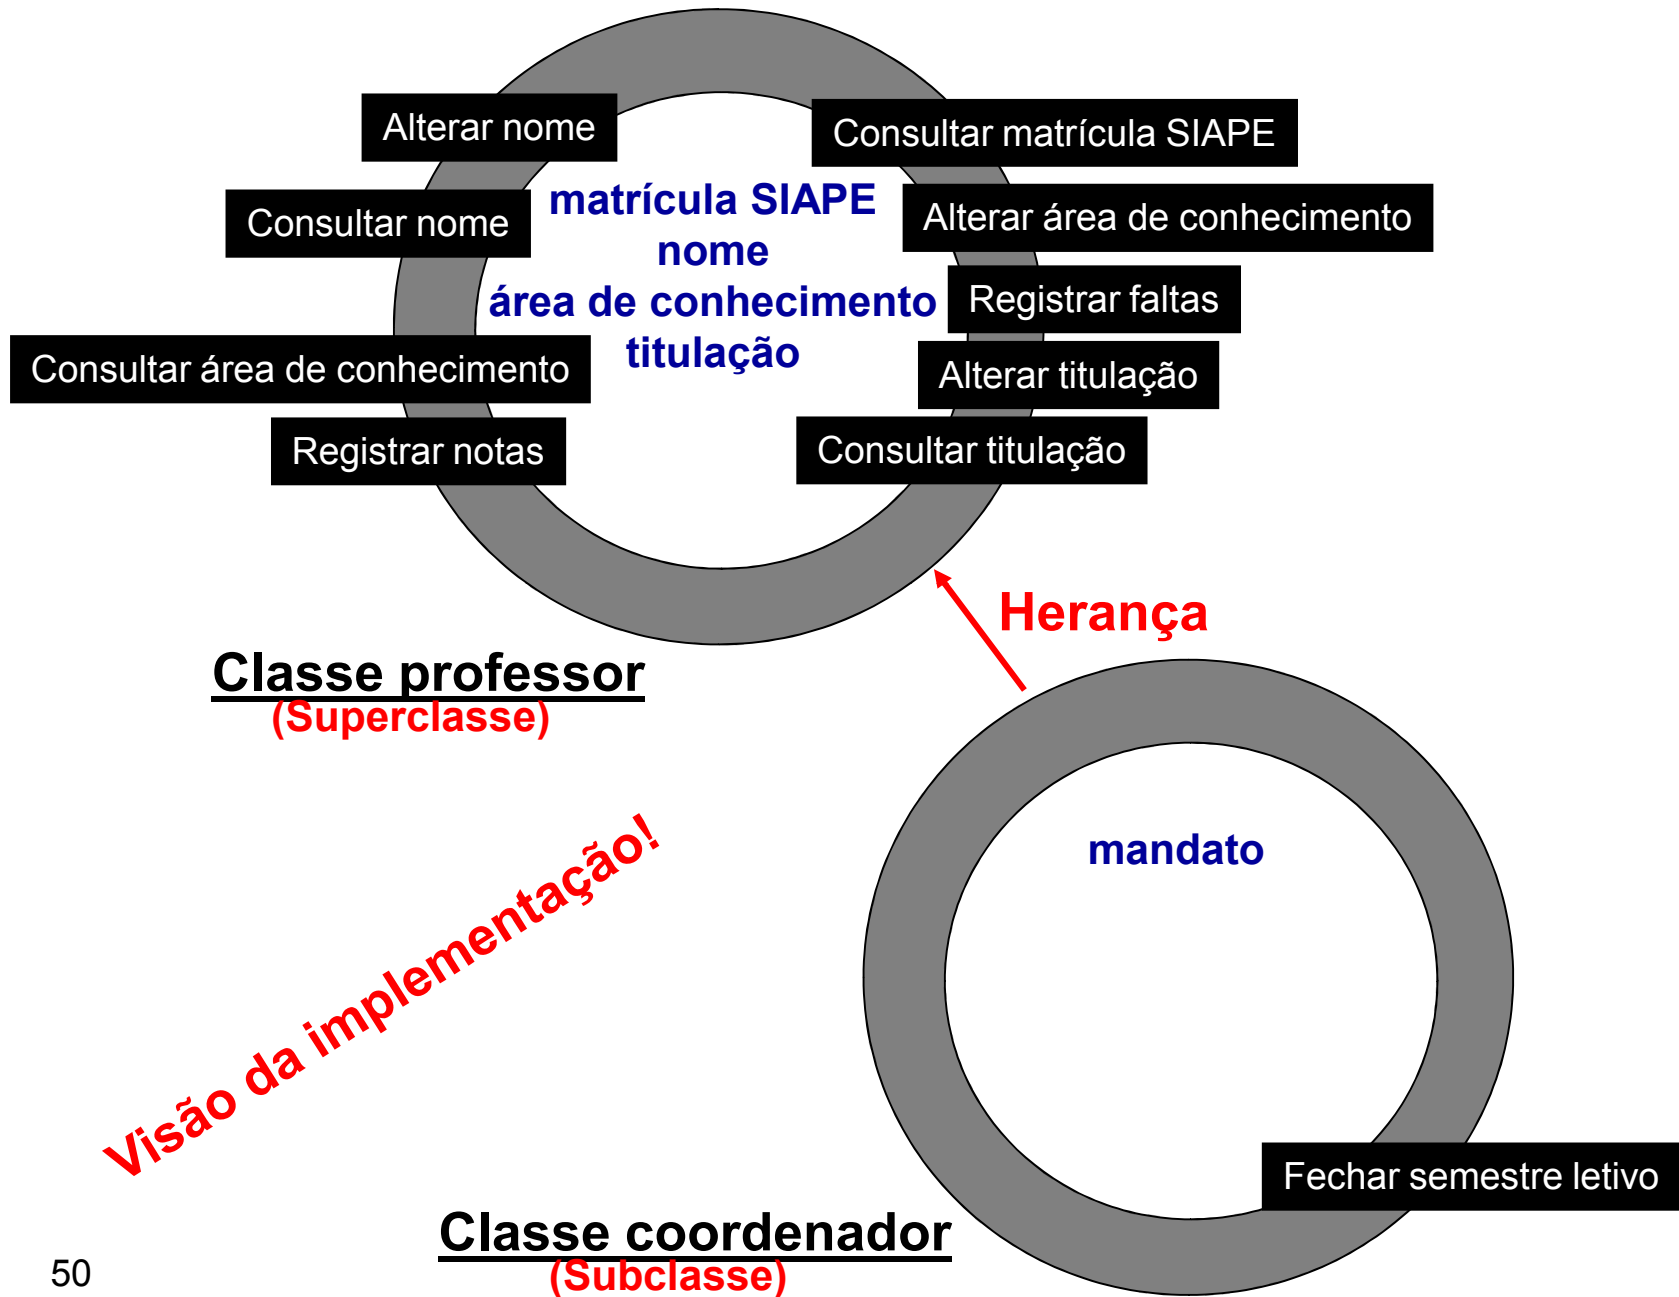 Alterar nome
Consultar matrícula SIAPE
Consultar nome
matrícula SIAPE
nome
área de conhecimento
titulação
Alterar área de conhecimento
Registrar faltas
Consultar área de conhecimento
Alterar titulação
Registrar notas
Consultar titulação
Herança
Classe professor
(Superclasse)
mandato
Visão da implementação!
Fechar semestre letivo
Classe coordenador
(Subclasse)
50